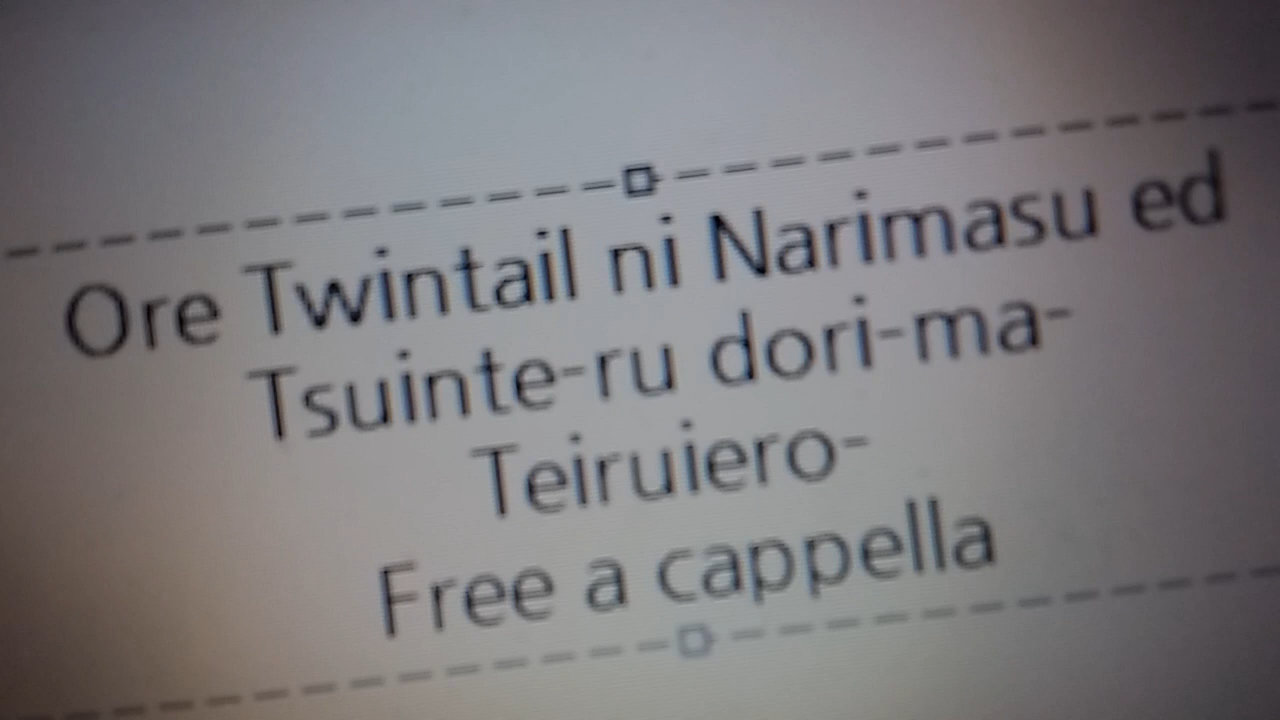 Ore Twintail ni Narimasu ed
Tsuinte-ru dori-ma-
Teiruiero-
Free a cappella